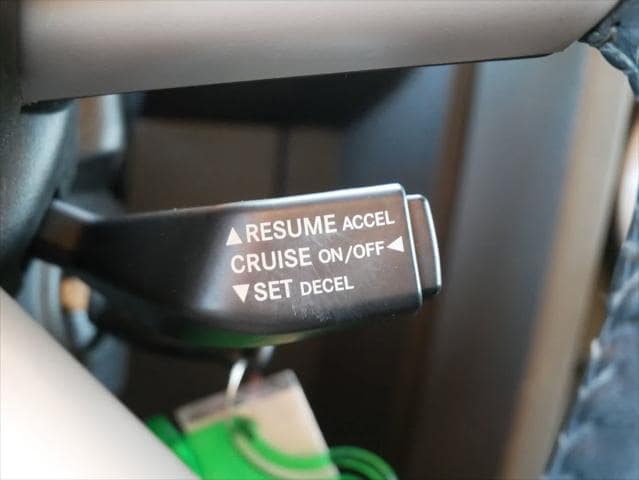 ▲RESUME ACCEL
CRUISE ON/OFF◀
▼SET DECEL